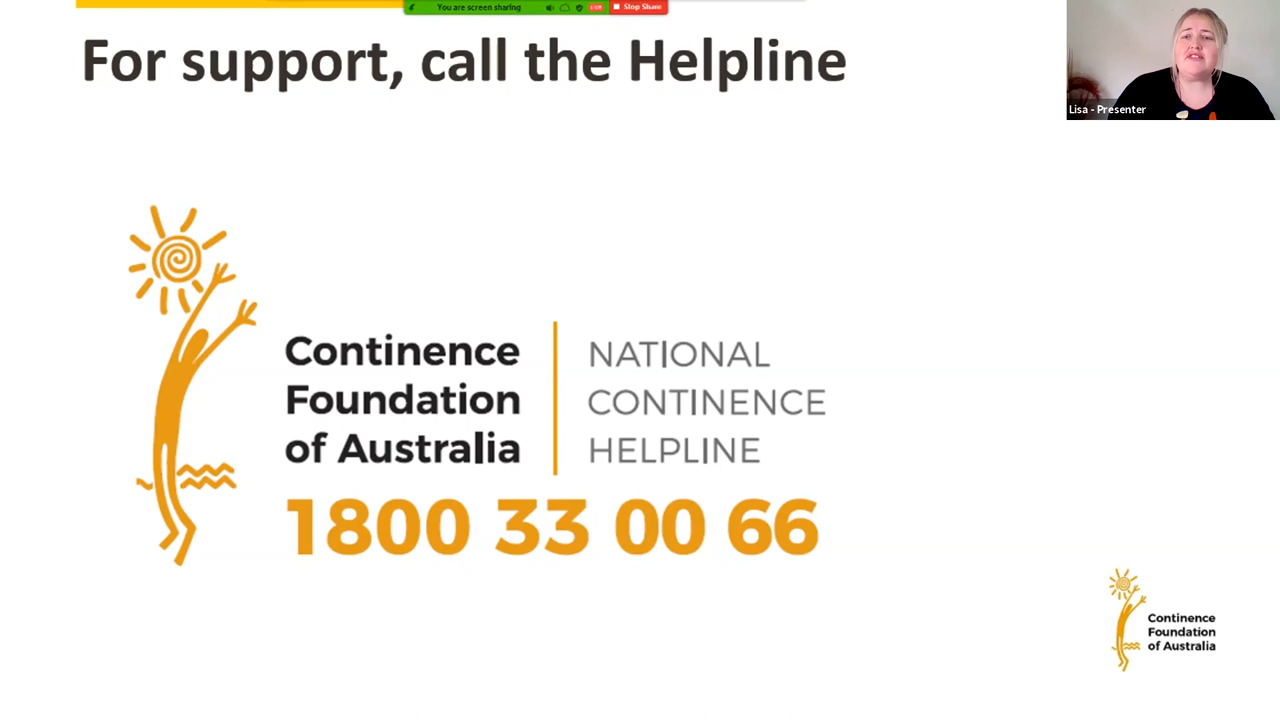 You are screen sharing
LIVE
Stop Share
For support, call the Helpline
Lisa - Presenter
Continence
Foundation
of Australia
NATIONAL
CONTINENCE
HELPLINE
1800 33 00 66
Continence
Foundation
of Australia